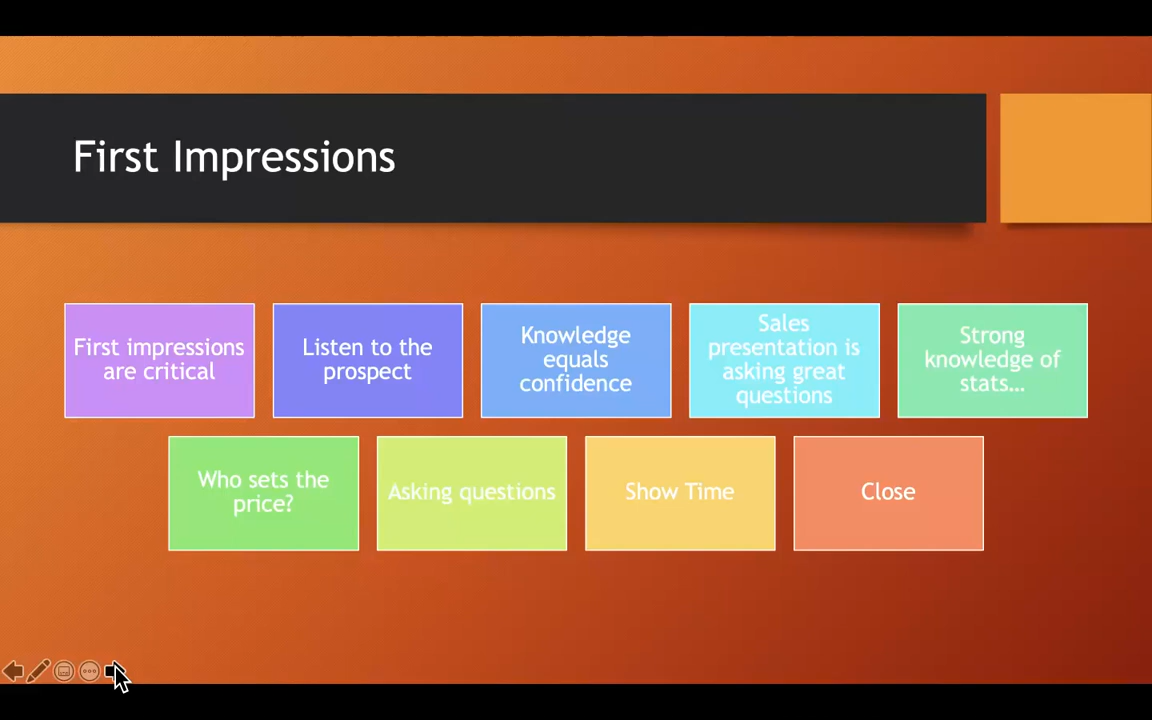 First Impressions
First impressions
are critical
Listen to the
prospect
Knowledge
equals
confidence
Sales
presentation is
asking great
questions
Strong
knowledge of
stats…
Who sets the
price?
Asking questions
Show Time
Close